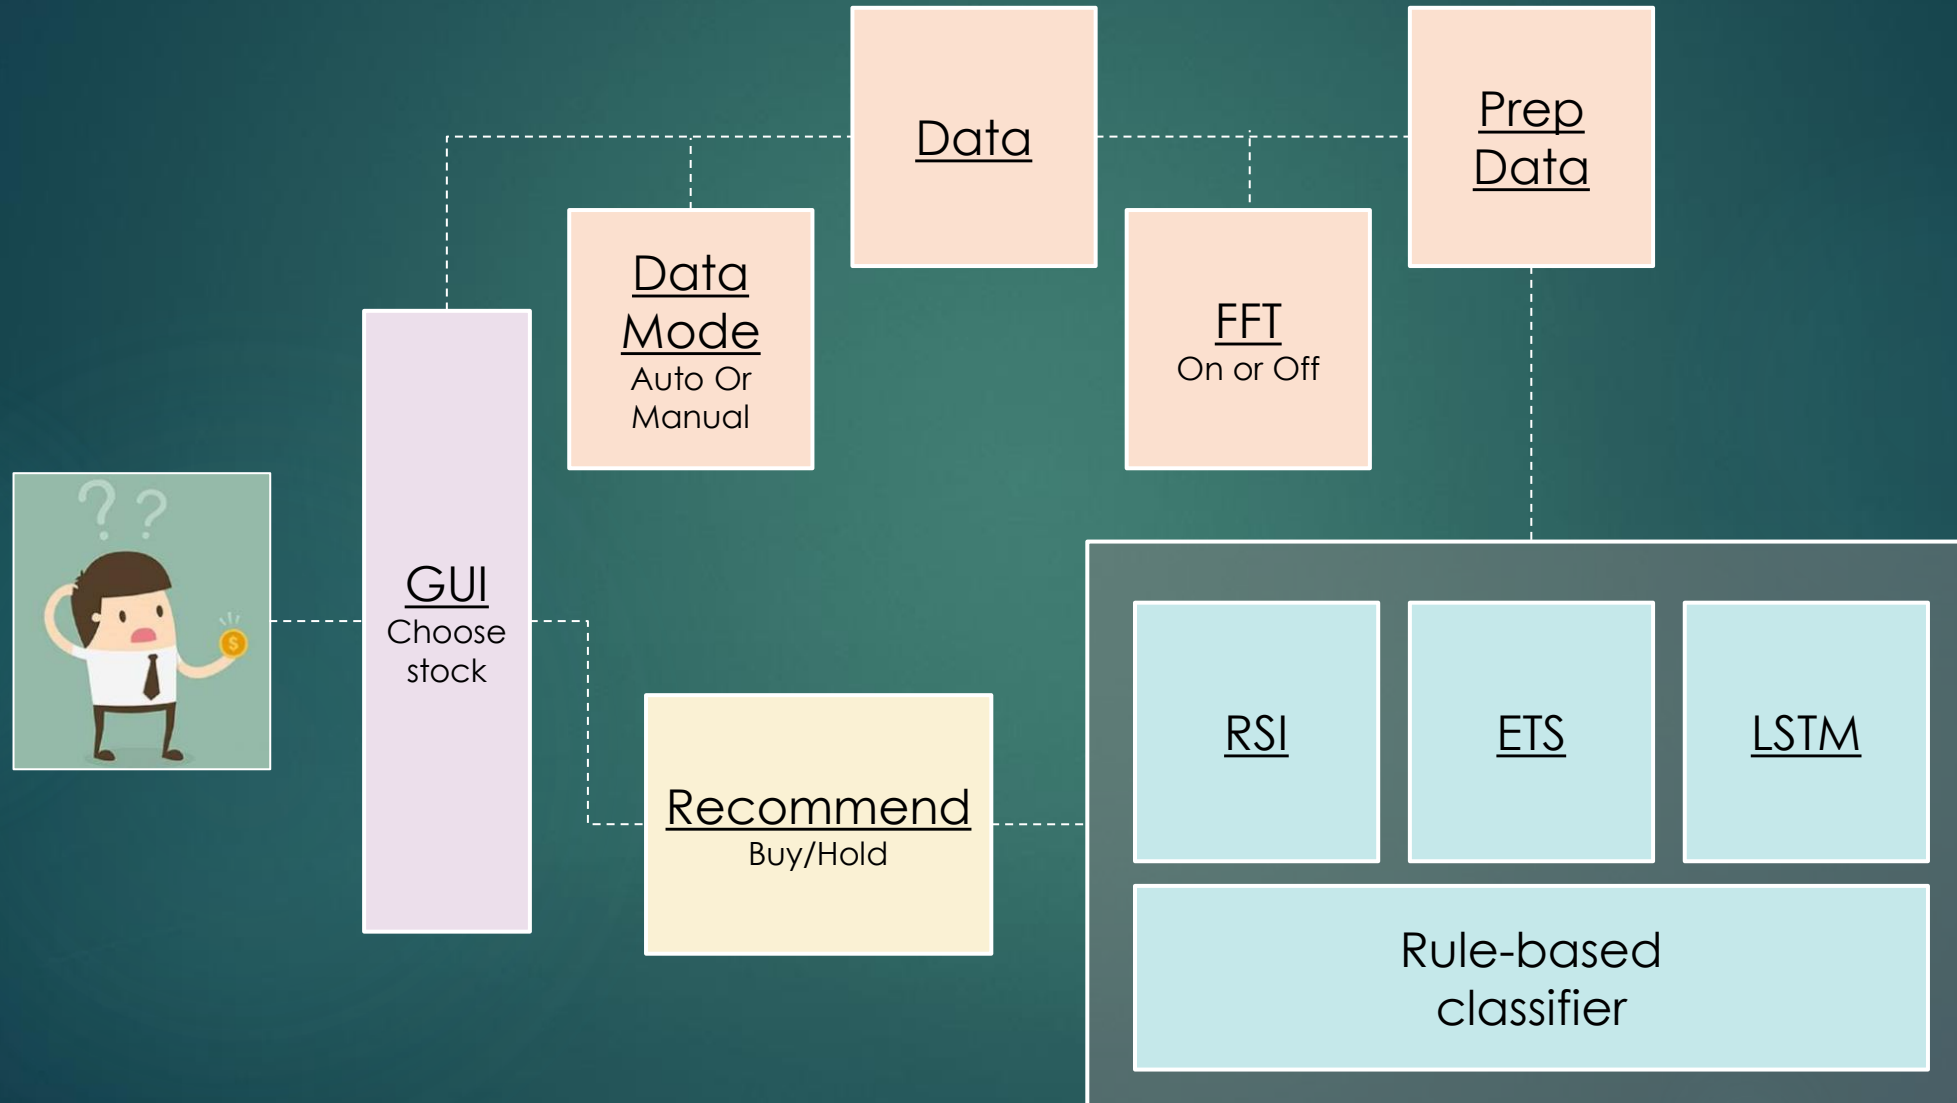 Data
Prep
Data
Data
Mode
Auto Or
Manual
FFT
On or Off
? ?
GUI
Choose
stock
$
Recommend
Buy/Hold
RSI
ETS
LSTM
Rule-based
classifier